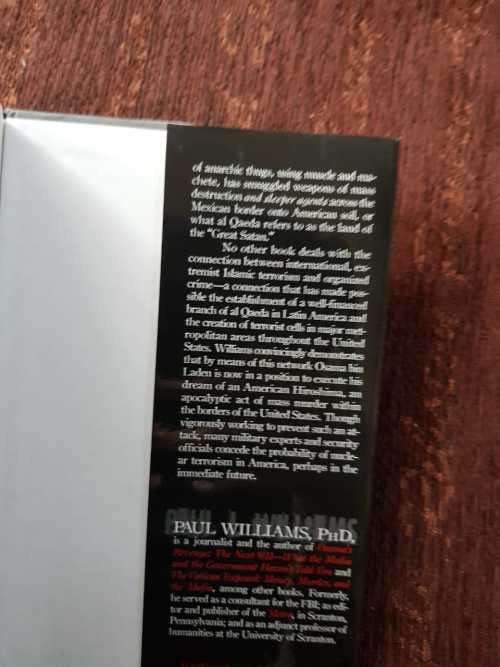 of anarchic thugs, using muscle and ma-
chete, has smuggled weapons of mass
destruction and sleeper agents across the
Mexican border onto American soil, or
what al Qaeda refers to as the land of
the "Great Satan."
No other book deals with the
connection between international, ex-
tremist Islamic terrorism and organized
crime—a connection that has made pos-
sible the establishment of a well-financed
branch of al Qaeda in Latin America and
the creation of terrorist cells in major met-
ropolitan areas throughout the United
States. Williams convincingly demonstrates
that by means of this network Osama bin
Laden is now in a position to execute his
dream of an American Hiroshima, an
apocalyptic act of mass murder within
the borders of the United States. Though
vigorously working to prevent such an at-
tack, many military experts and security
officials concede the probability of nucle-
ar terrorism in America, perhaps in the
immediate future.
PAUL WILLIAMS, PHD,
is a journalist and the author of Osama's
Revenge: The Next 9/11—What the Media
and the Government Haven't Told You and
The Vatican Exposed: Money, Murder, and
the Mafia, among other books. Formerly,
he served as a consultant for the FBI; as edi-
tor and publisher of the Metro, in Scranton,
Pennsylvania; and as an adjunct professor of
humanities at the University of Scranton.